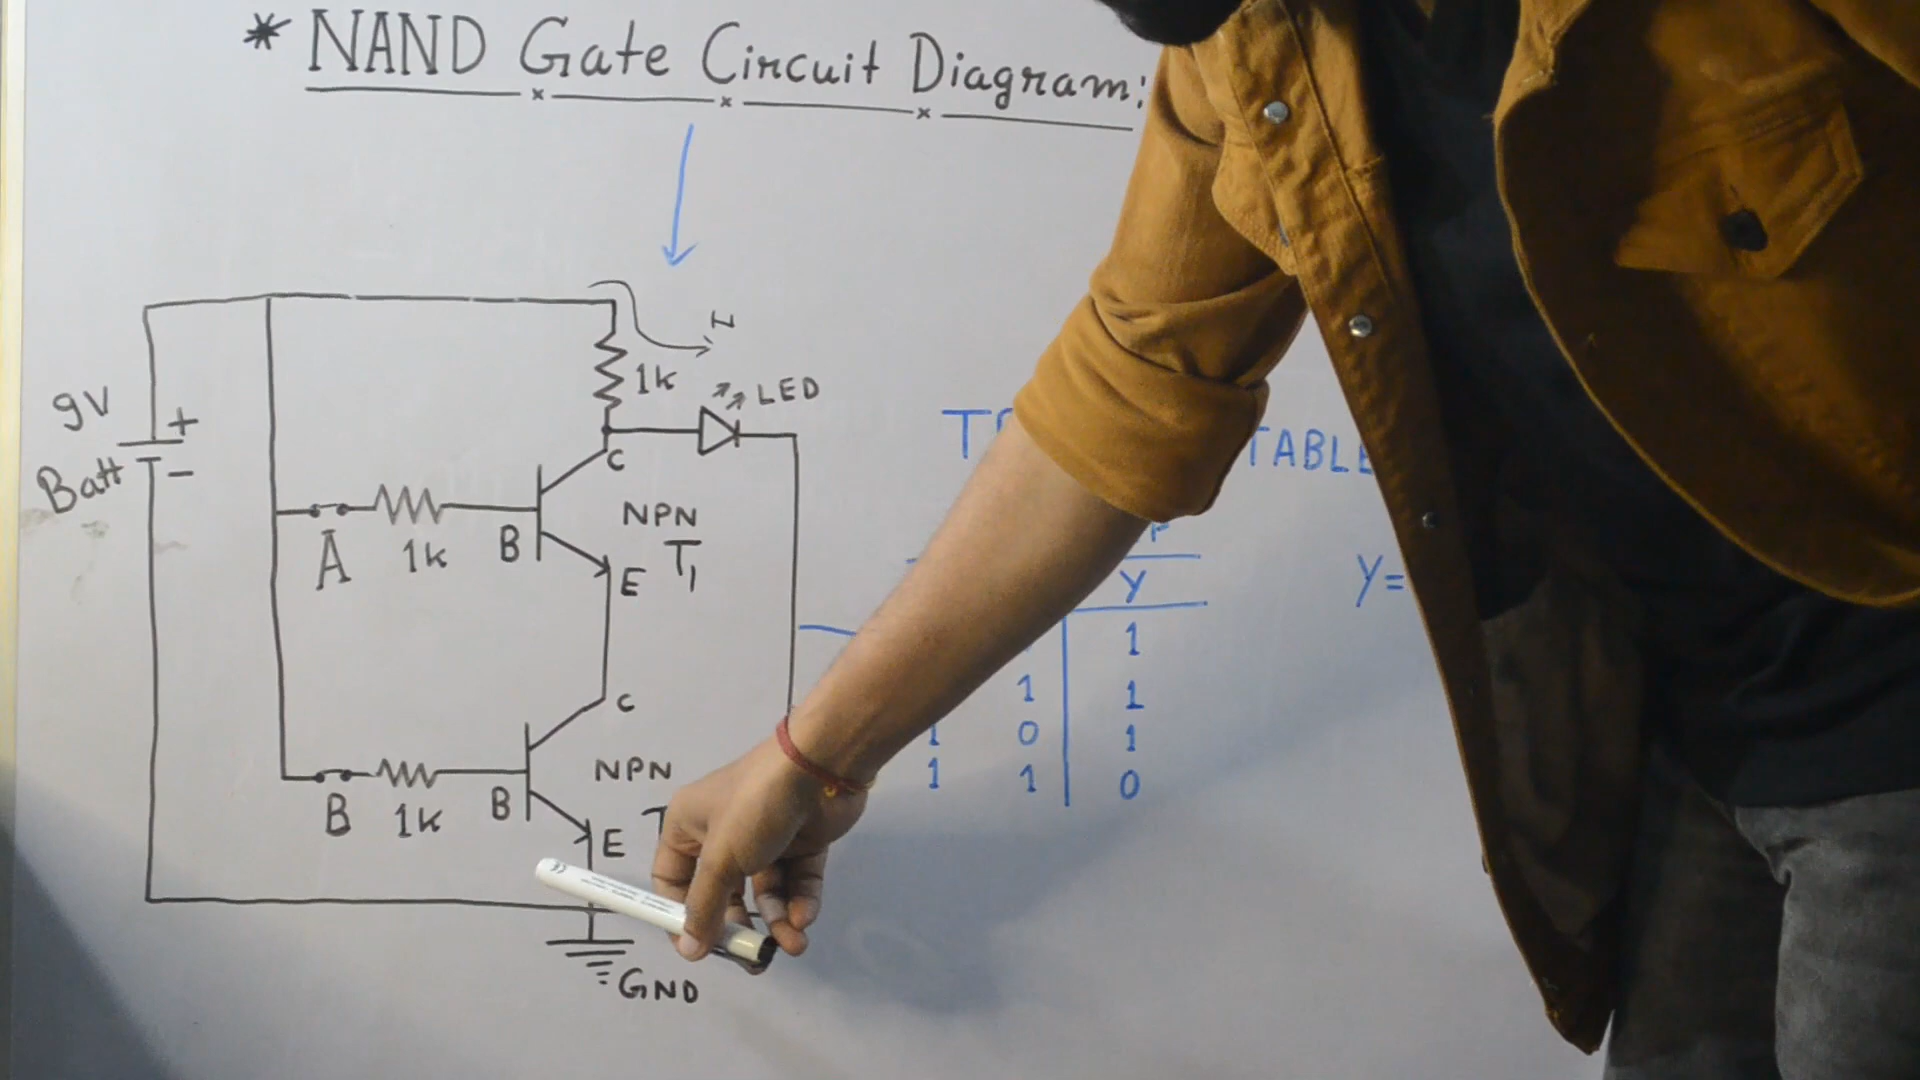 * NAND Gate Circuit Diagram:
I
1k
LED
9V
+
Batt
-
C
NPN
T1
A
1k
B
E
C
NPN
T
B
1k
B
E
GND
TABLE
Y
Y=
1
1 1
1 0 1
1 1 0